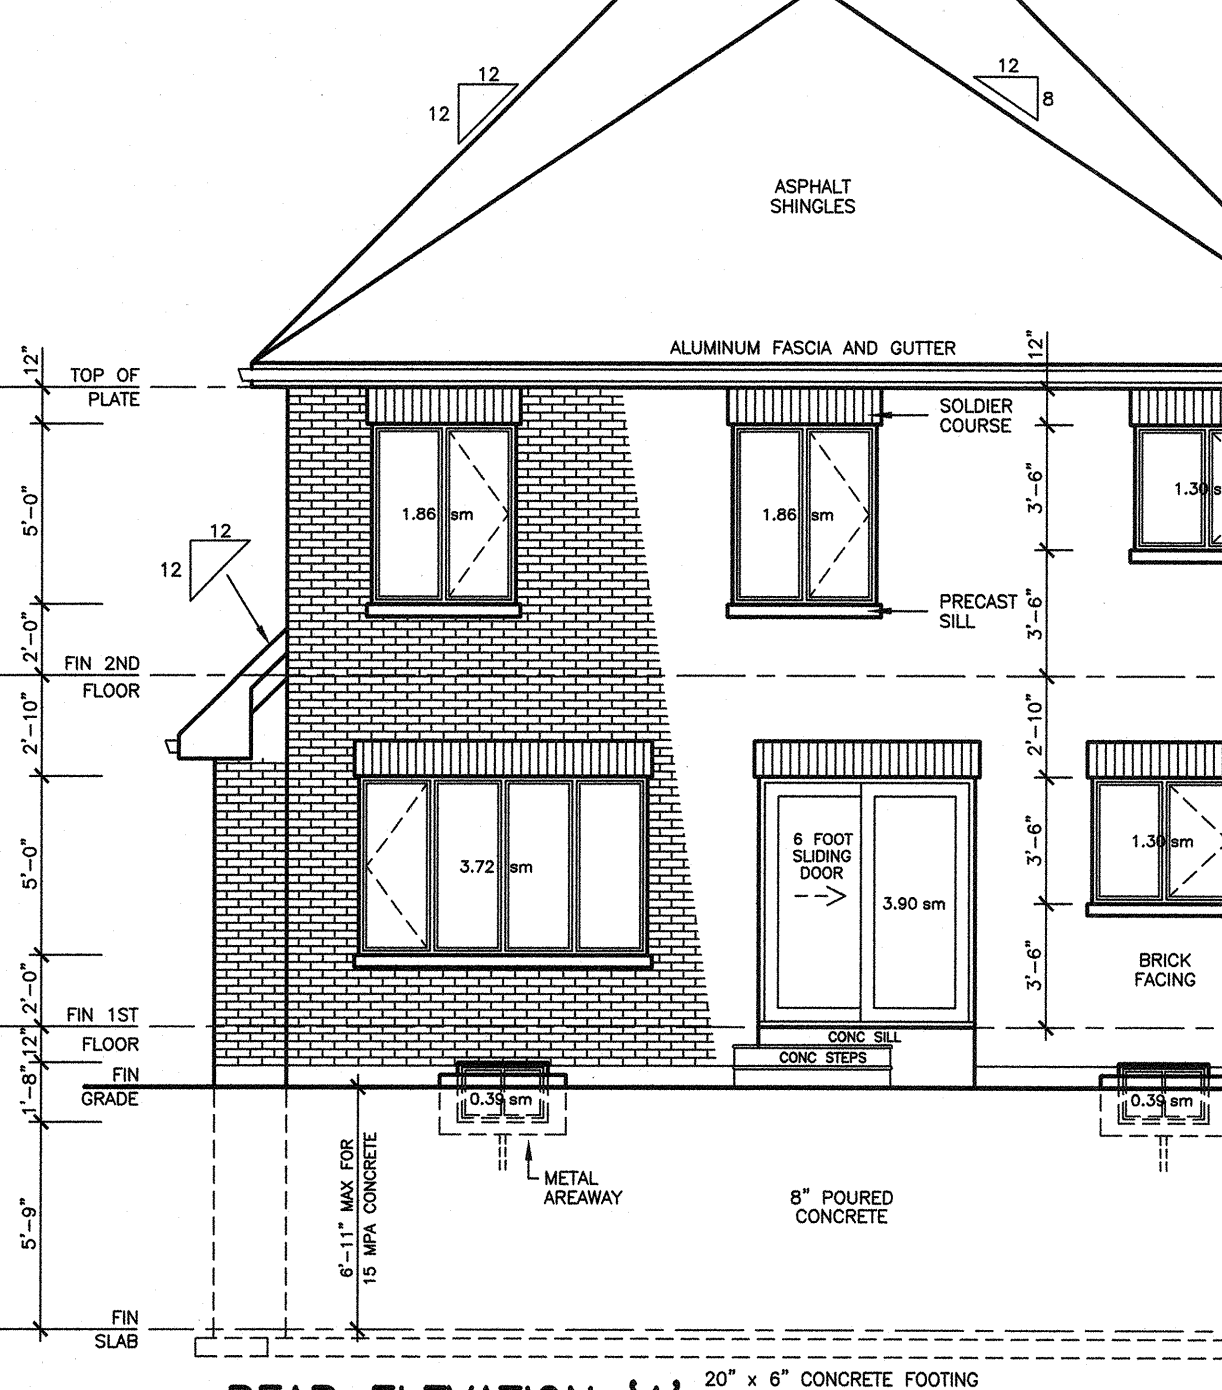 12
12
12
8
ASPHALT
SHINGLES
12"
ALUMINUM FASCIA AND GUTTER
12"
TOP OF
PLATE
SOLDIER
COURSE
5'-0"
1.86 sm
1.86 sm
3'-6"
1.30 s
12
12
2'-0"
PRECAST
SILL
3'-6"
FIN 2ND
FLOOR
2'-10"
2'-10"
5'-0"
3.72 sm
6 FOOT
SLIDING
DOOR
3.90 sm
3'-6"
1.30 sm
2'-0"
3'-6"
BRICK
FACING
FIN 1ST
FLOOR
12"
CONC SILL
CONC STEPS
1'-8"
FIN
GRADE
0.39 sm
0.39 sm
6'-11" MAX FOR
15 MPA CONCRETE
METAL
AREAWAY
8" POURED
CONCRETE
5'-9"
FIN
SLAB
20" x 6" CONCRETE FOOTING
REAR ELEVATION 'A'